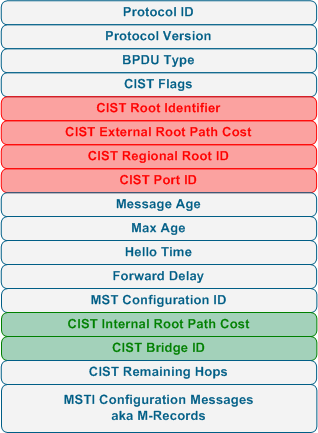 Protocol ID
Protocol Version
BPDU Type
CIST Flags
CIST Root Identifier
CIST External Root Path Cost
CIST Regional Root ID
CIST Port ID
Message Age
Max Age
Hello Time
Forward Delay
MST Configuration ID
CIST Internal Root Path Cost
CIST Bridge ID
CIST Remaining Hops
MSTI Configuration Messages
aka M-Records